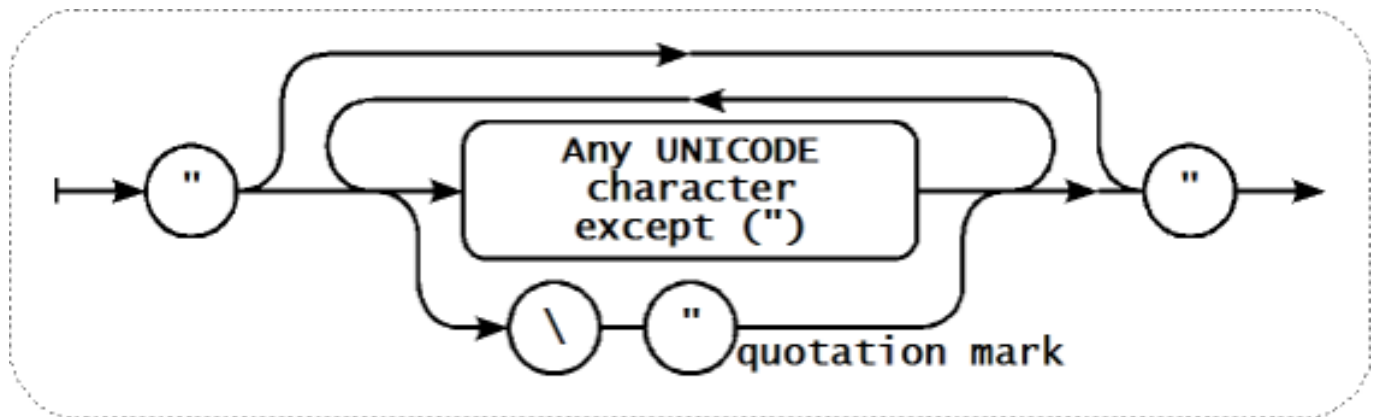 "
Any UNICODE
character
except (")
"
\
"
quotation mark